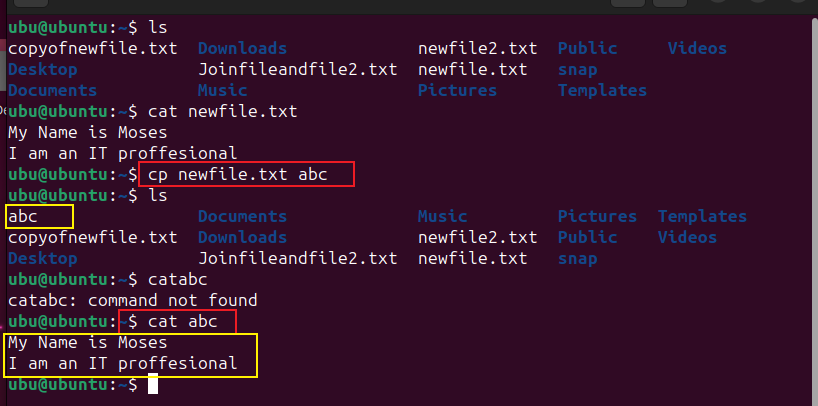 ubu@ubuntu:~$ ls
copyofnewfile.txt  Downloads             newfile2.txt  Public     Videos
Desktop            Joinfileandfile2.txt  newfile.txt   snap
Documents          Music                 Pictures      Templates
ubu@ubuntu:~$ cat newfile.txt
My Name is Moses
I am an IT proffesional
ubu@ubuntu:~$ cp newfile.txt abc
ubu@ubuntu:~$ ls
abc                Documents             Music         Pictures  Templates
copyofnewfile.txt  Downloads             newfile2.txt  Public    Videos
Desktop            Joinfileandfile2.txt  newfile.txt   snap
ubu@ubuntu:~$ catabc
catabc: command not found
ubu@ubuntu:~$ cat abc
My Name is Moses
I am an IT proffesional
ubu@ubuntu:~$